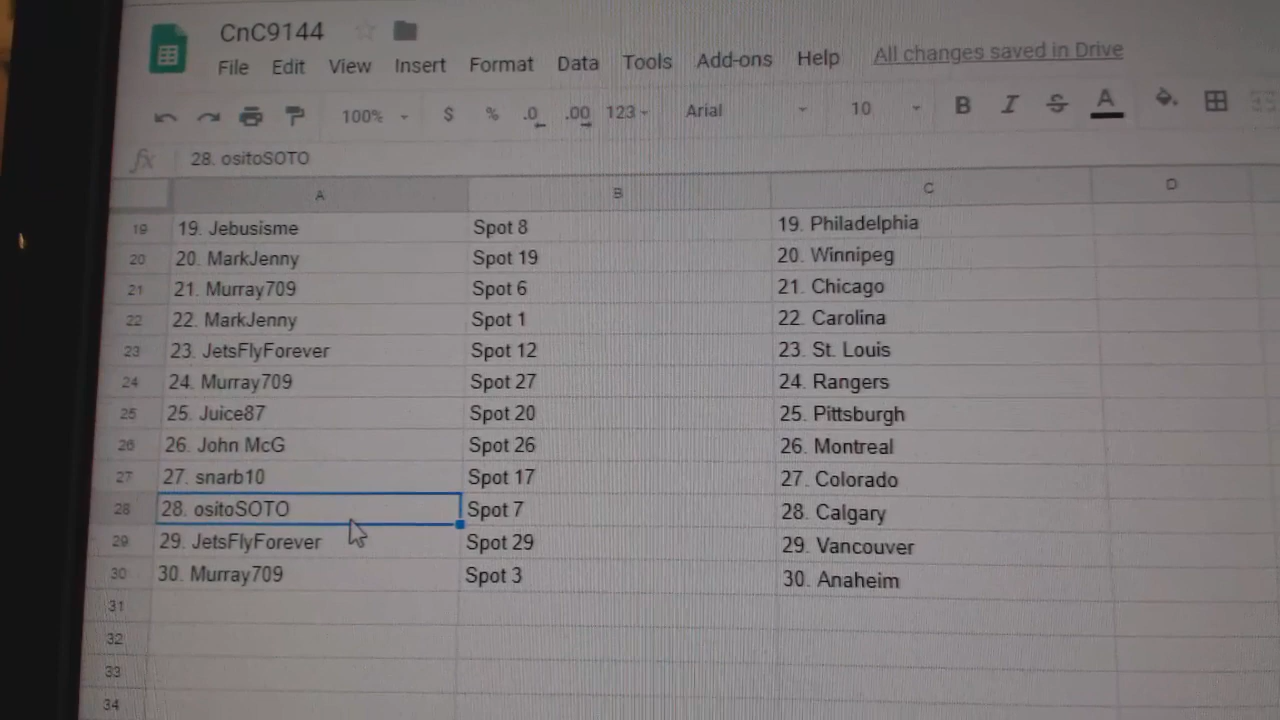 CnC9144
File Edit View Insert Format Data Tools Add-ons Help All changes saved in Drive
100% $ % .0 .00 123 Arial 10 B I S A
fx 28. ositoSOTO
A B C D
19 19. Jebusisme Spot 8 19. Philadelphia
20 20. MarkJenny Spot 19 20. Winnipeg
21 21. Murray709 Spot 6 21. Chicago
22 22. MarkJenny Spot 1 22. Carolina
23 23. JetsFlyForever Spot 12 23. St. Louis
24 24. Murray709 Spot 27 24. Rangers
25 25. Juice87 Spot 20 25. Pittsburgh
26 26. John McG Spot 26 26. Montreal
27 27. snarb10 Spot 17 27. Colorado
28 28. ositoSOTO Spot 7 28. Calgary
29 29. JetsFlyForever Spot 29 29. Vancouver
30 30. Murray709 Spot 3 30. Anaheim
31
32
33
34